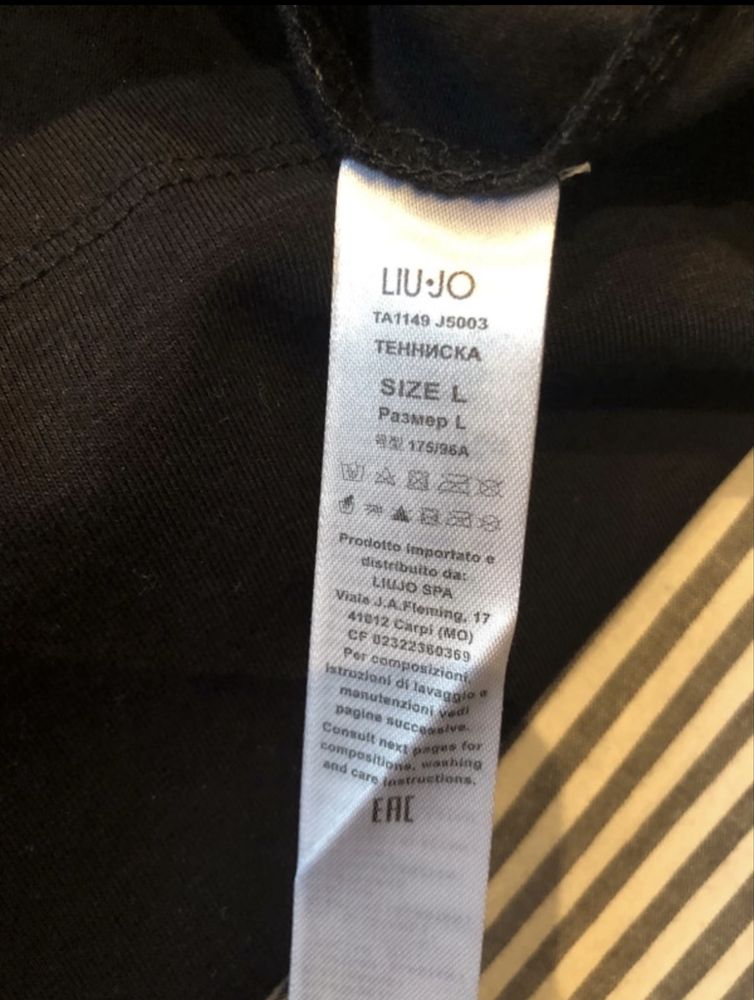 LIU·JO
TA1149 J5003
ТЕННИСКА
SIZE L
Размер L
号型 175/96A
Prodotto importato e
distribuito da:
LIUJO SPA
Viale J.A.Fleming, 17
41012 Carpi (MO)
CF 02322360369
Per composizioni,
istruzioni di lavaggio e
manutenzioni vedi
pagine successive.
Consult next pages for
compositions, washing
and care instructions.
EAC